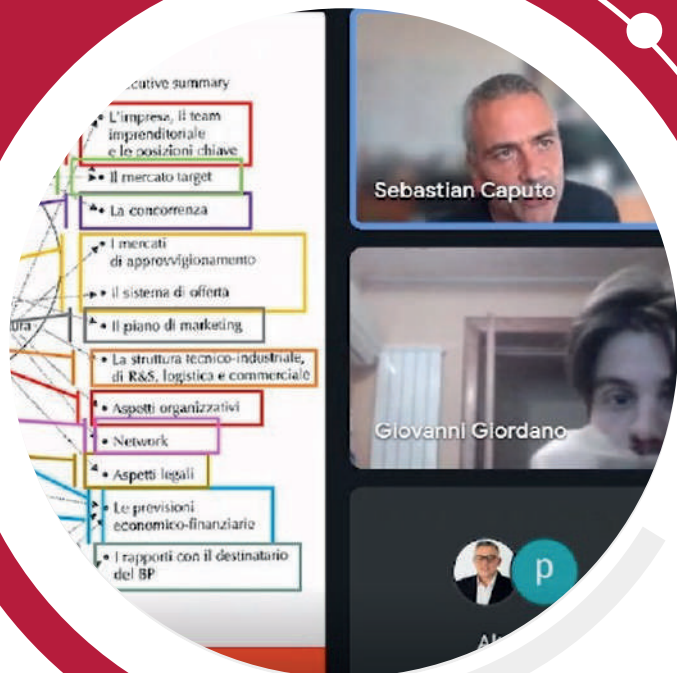 cutive summary
• L'impresa, il team
imprenditoriale
e le posizioni chiave
• Il mercato target
• La concorrenza
• I mercati
di approvvigionamento
• Il sistema di offerta
• Il piano di marketing
• La struttura tecnico-industriale,
di R&S, logistica e commerciale
• Aspetti organizzativi
• Network
• Aspetti legali
• Le previsioni
economico-finanziarie
• I rapporti con il destinatario
del BP
Sebastian Caputo
Giovanni Giordano
p